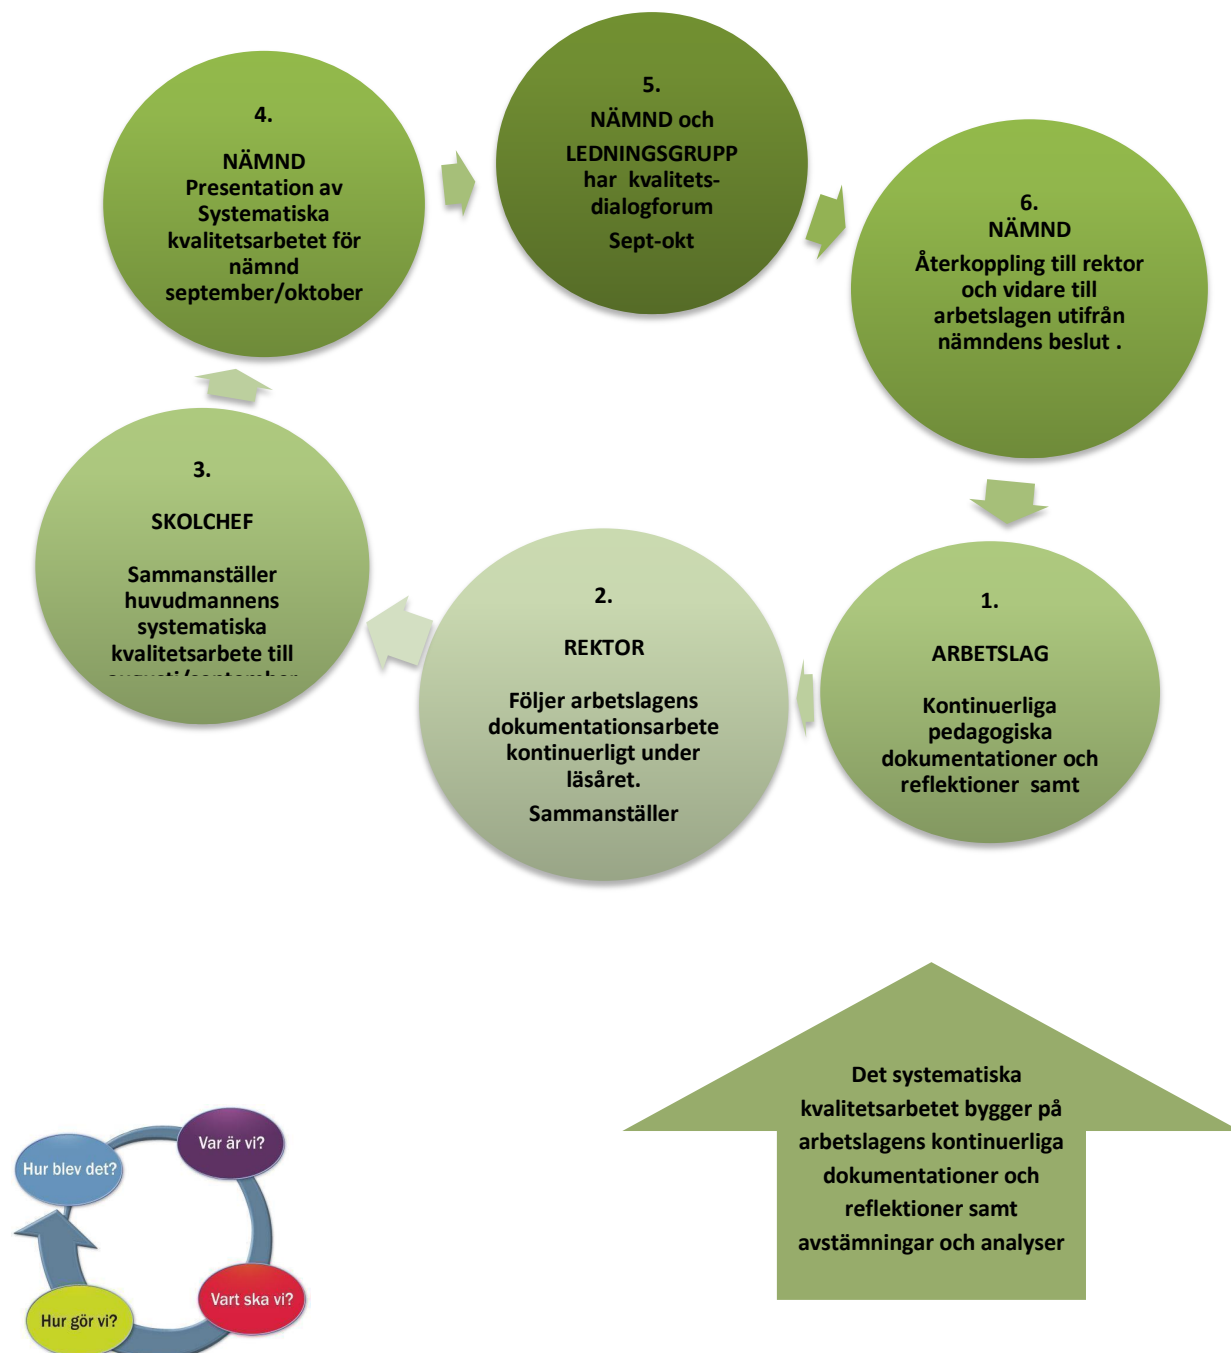 1.
ARBETSLAG
Kontinuerliga
pedagogiska
dokumentationer och
reflektioner samt
2.
REKTOR
Följer arbetslagens
dokumentationsarbete
kontinuerligt under
läsåret.
Sammanställer
3.
SKOLCHEF
Sammanställer
huvudmannens
systematiska
kvalitetsarbete till
4.
NÄMND
Presentation av
Systematiska
kvalitetsarbetet för
nämnd
september/oktober
5.
NÄMND och
LEDNINGSGRUPP
har kvalitets-
dialogforum
Sept-okt
6.
NÄMND
Återkoppling till rektor
och vidare till
arbetslagen utifrån
nämndens beslut .
Det systematiska
kvalitetsarbetet bygger på
arbetslagens kontinuerliga
dokumentationer och
reflektioner samt
avstämningar och analyser
Var är vi?
Vart ska vi?
Hur gör vi?
Hur blev det?